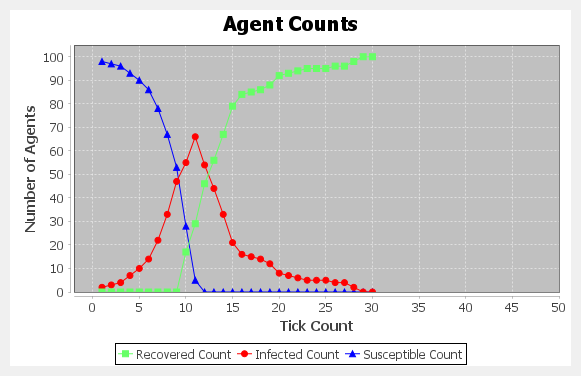 Agent Counts
Number of Agents
100
90
80
70
60
50
40
30
20
10
0
0 5 10 15 20 25 30 35 40 45 50
Tick Count
Recovered Count Infected Count Susceptible Count